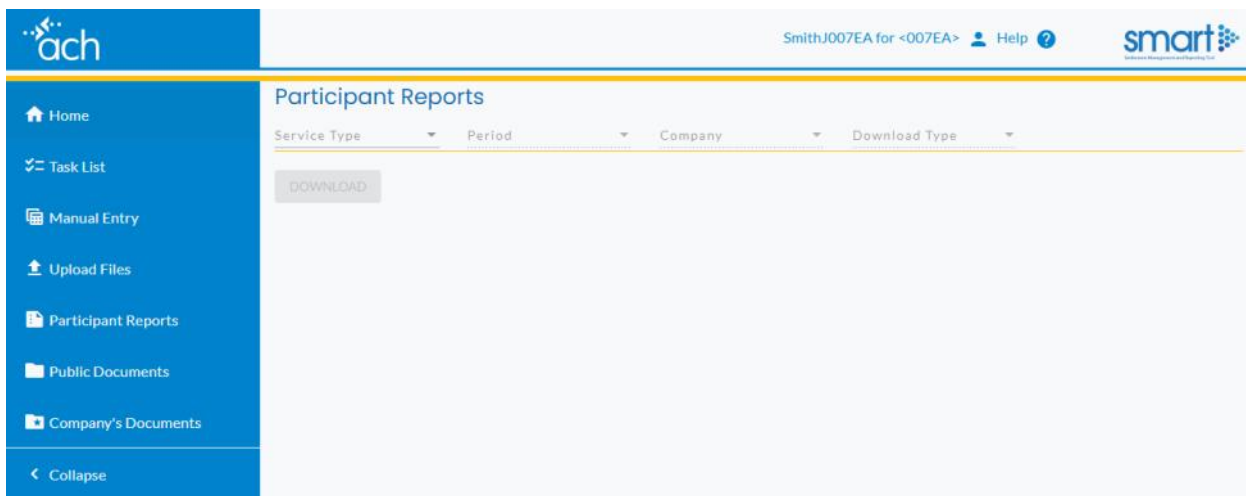 ach
SmithJ007EA for <007EA> Help ?
smart
Participant Reports
Service Type Period Company Download Type
DOWNLOAD
Home
Task List
Manual Entry
Upload Files
Participant Reports
Public Documents
Company's Documents
Collapse